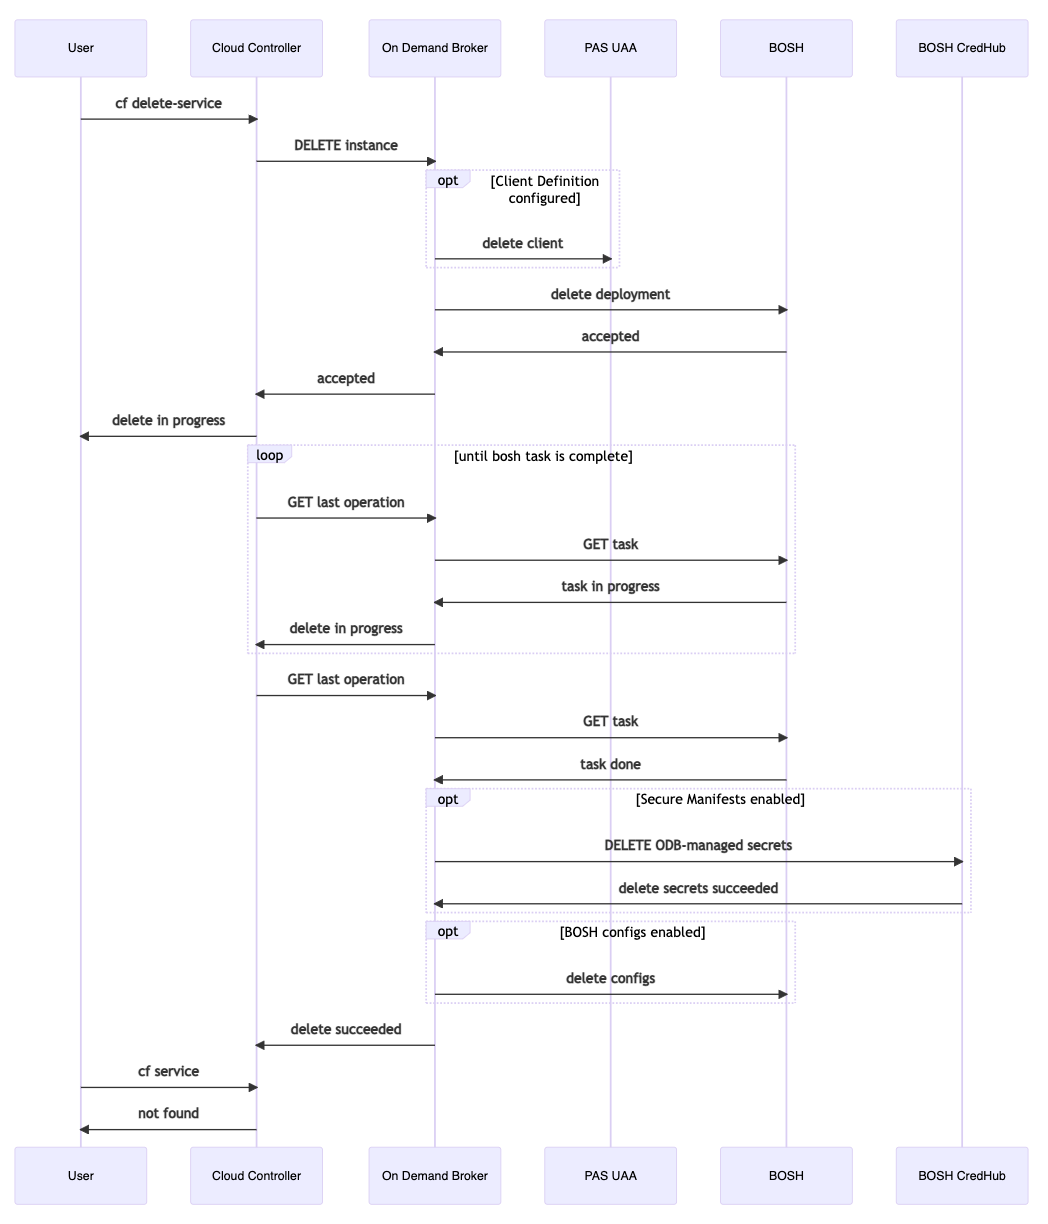 User
Cloud Controller
On Demand Broker
PAS UAA
BOSH
BOSH CredHub
cf delete-service
DELETE instance
opt
[Client Definition
configured]
delete client
delete deployment
accepted
accepted
delete in progress
loop
[until bosh task is complete]
GET last operation
GET task
task in progress
delete in progress
GET last operation
GET task
task done
opt
[Secure Manifests enabled]
DELETE ODB-managed secrets
delete secrets succeeded
opt
[BOSH configs enabled]
delete configs
delete succeeded
cf service
not found
User
Cloud Controller
On Demand Broker
PAS UAA
BOSH
BOSH CredHub